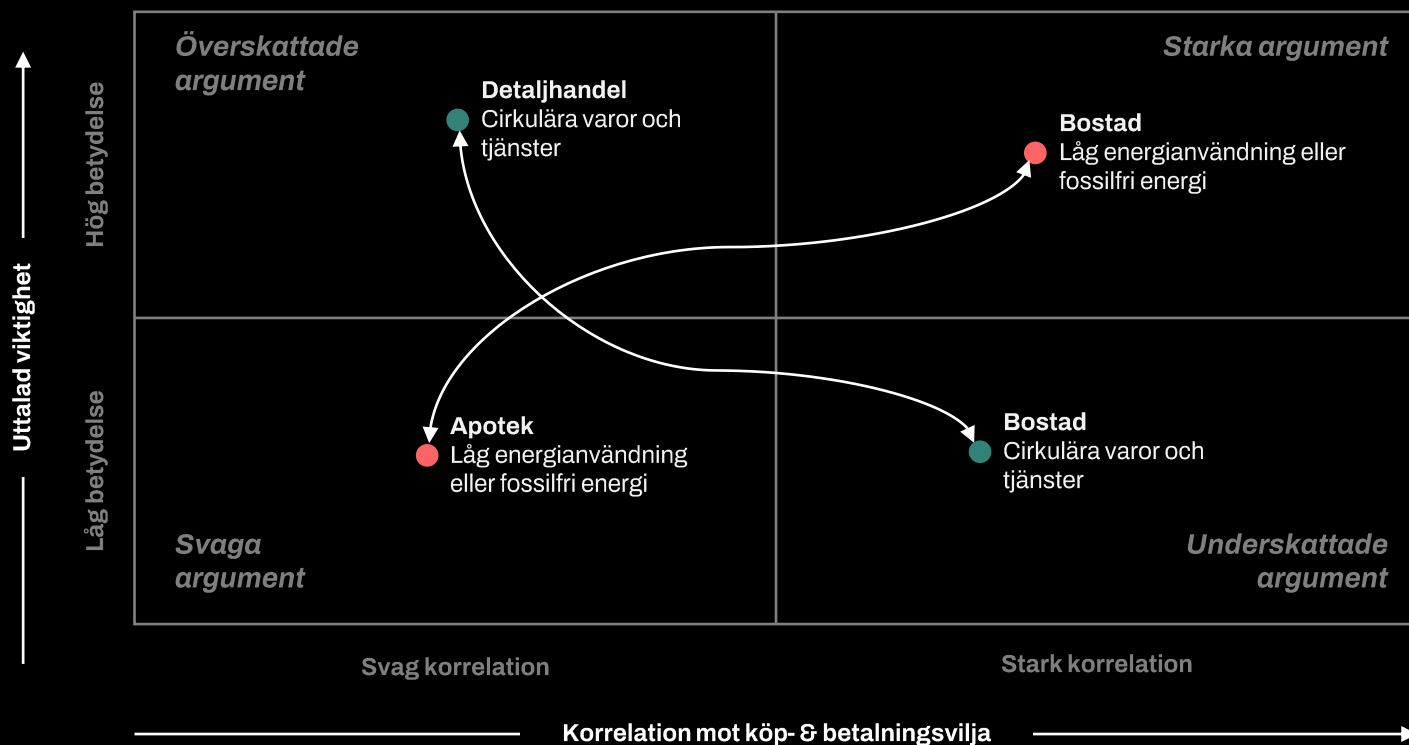 Överskattade
argument
Starka argument
Detaljhandel
Cirkulära varor och
tjänster
Bostad
Låg energianvändning eller
fossilfri energi
Hög betydelse
Uttalad viktighet
Låg betydelse
Apotek
Låg energianvändning
eller fossilfri energi
Bostad
Cirkulära varor och
tjänster
Svaga
argument
Underskattade
argument
Svag korrelation
Stark korrelation
Korrelation mot köp- & betalningsvilja